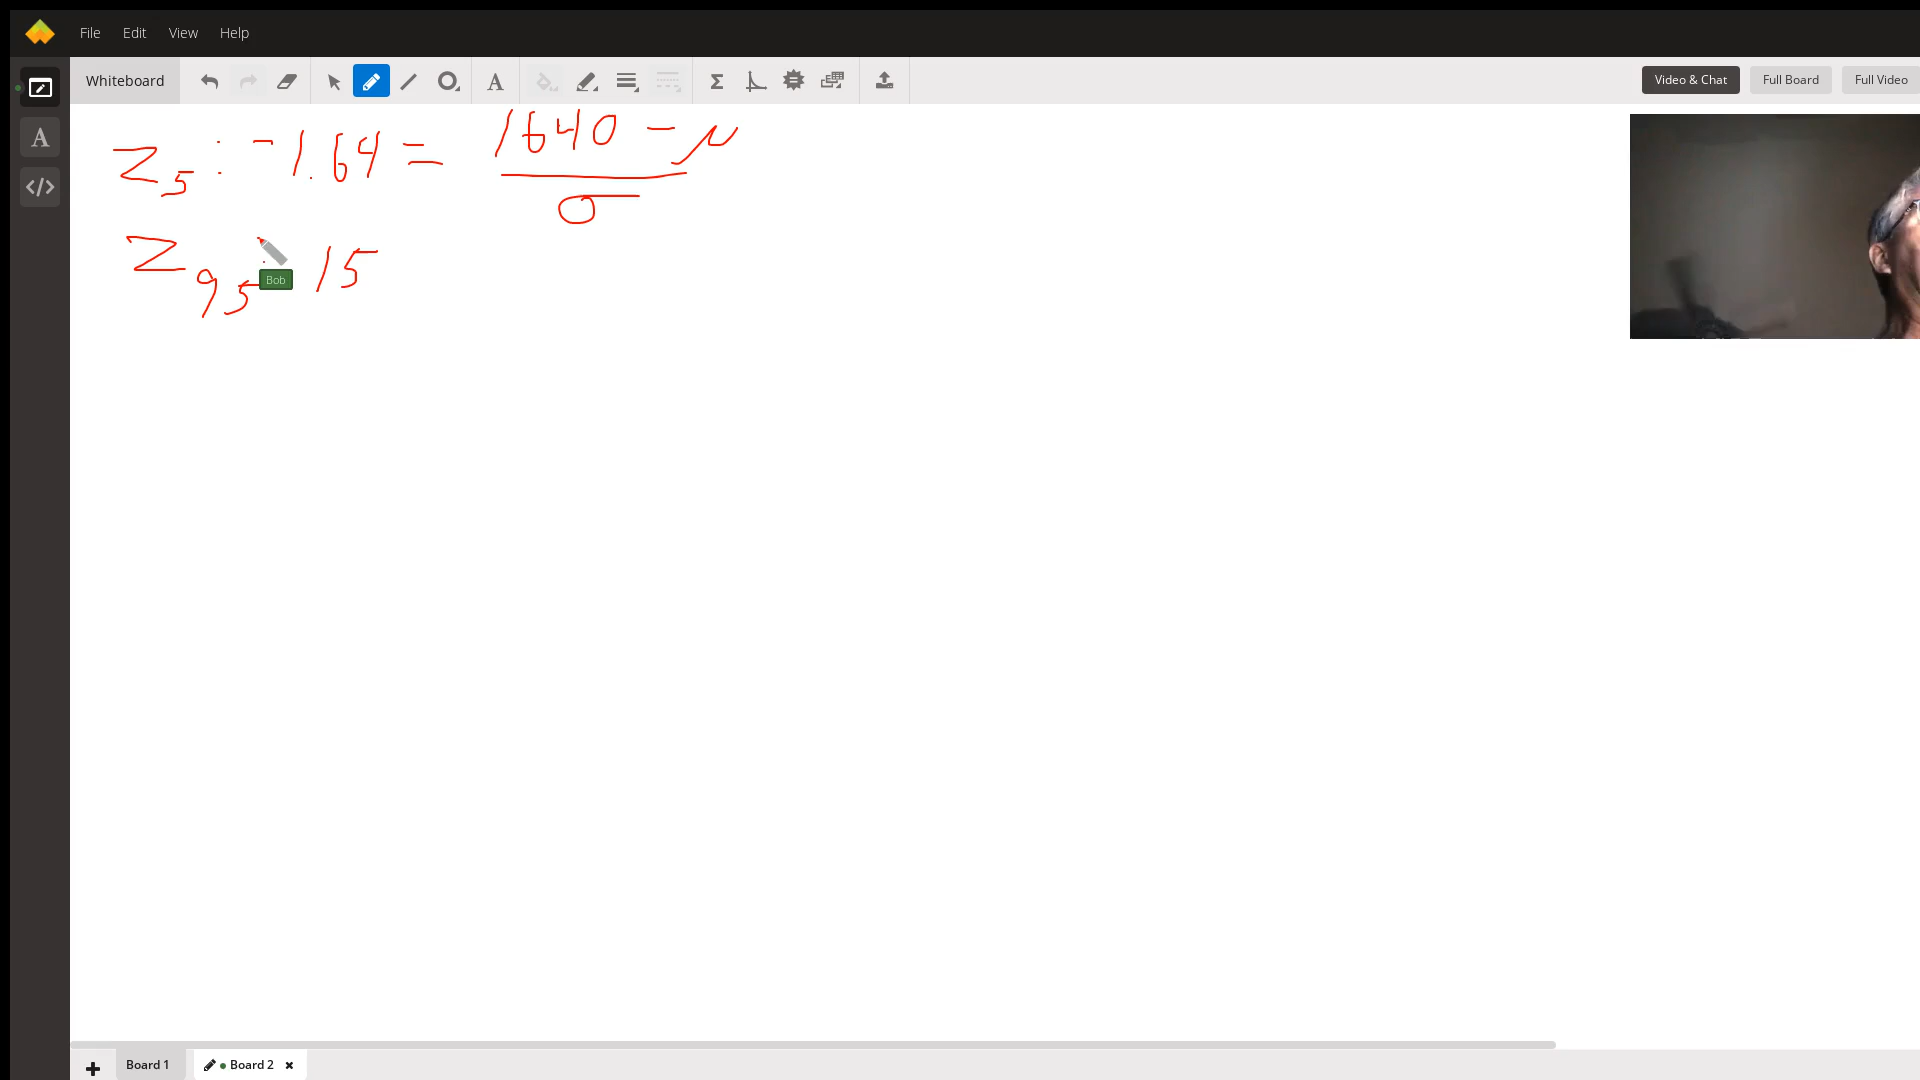 File Edit View Help
Whiteboard A Σ Video & Chat Full Board Full Video
A
</>
Z5 : -1.64 = (1640 - μ)/σ
Z95 : 15
Bob
+ Board 1 Board 2 ×